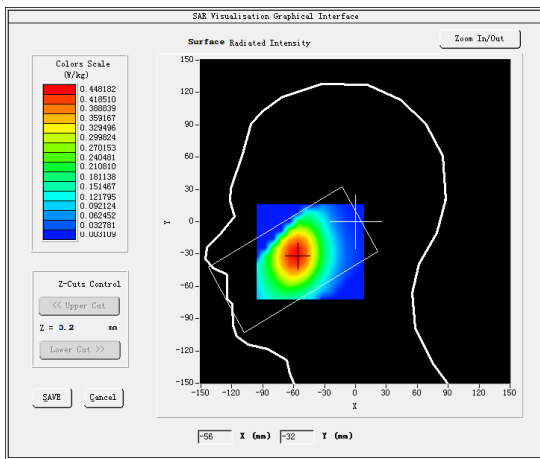 SAR Visualisation Graphical Interface
Surface Radiated Intensity
Zoom In/Out
Colors Scale
(W/kg)
0.448182
0.418510
0.388839
0.359167
0.329496
0.299824
0.270153
0.240481
0.210810
0.181138
0.151467
0.121795
0.092124
0.062452
0.032781
0.003109
Z-Cuts Control
<< Upper Cut
Z = 3.2 mm
Lower Cut >>
SAVE Cancel
150
120
90
60
30
0
-30
-60
-90
-120
-150
Y
-150 -120 -90 -60 -30 0 30 60 90 120 150
X
-56 X (mm) -32 Y (mm)